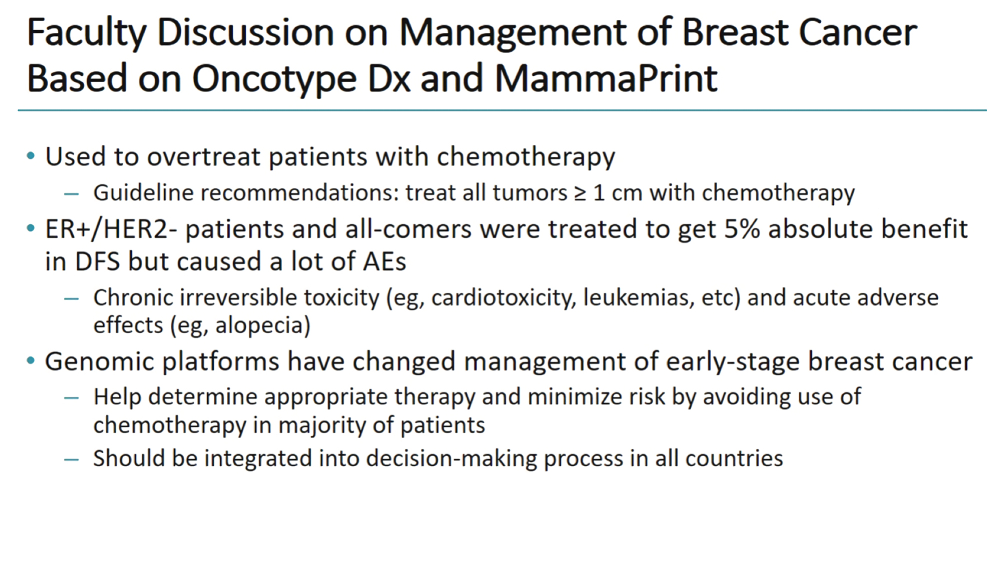 Faculty Discussion on Management of Breast Cancer
Based on Oncotype Dx and MammaPrint
• Used to overtreat patients with chemotherapy
– Guideline recommendations: treat all tumors ≥ 1 cm with chemotherapy
• ER+/HER2- patients and all-comers were treated to get 5% absolute benefit
in DFS but caused a lot of AEs
– Chronic irreversible toxicity (eg, cardiotoxicity, leukemias, etc) and acute adverse
effects (eg, alopecia)
• Genomic platforms have changed management of early-stage breast cancer
– Help determine appropriate therapy and minimize risk by avoiding use of
chemotherapy in majority of patients
– Should be integrated into decision-making process in all countries